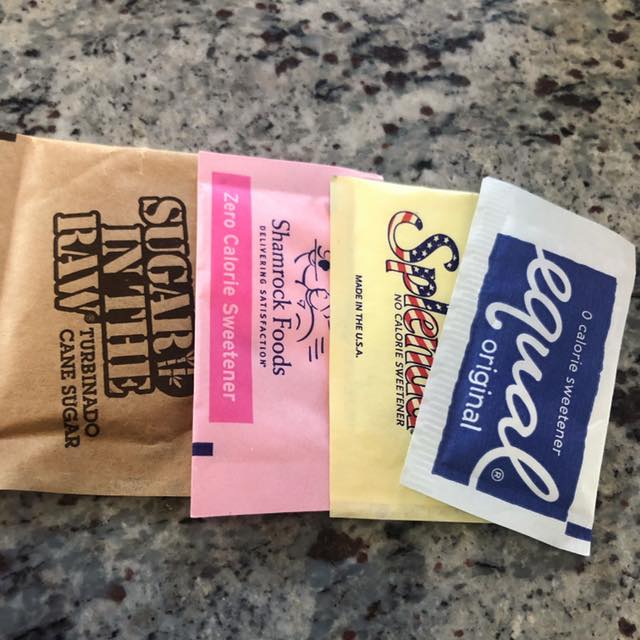 SUGAR
IN THE
RAW®
TURBINADO
CANE SUGAR
Zero Calorie Sweetener
Shamrock Foods
DELIVERING SATISFACTION®
Splenda
NO CALORIE SWEETENER
MADE IN THE U.S.A.
0 calorie sweetener
equal®
original